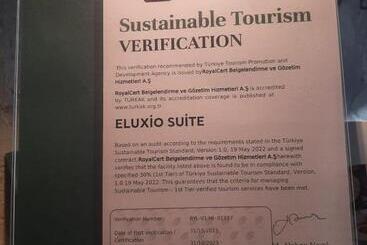 Sustainable Tourism
VERIFICATION
This verification recommended by Türkiye Tourism Promotion and
Development Agency is issued by RoyalCert Belgelendirme ve Gözetim
Hizmetleri A.Ş
RoyalCert Belgelendirme ve Gözetim Hizmetleri A.Ş is accredited
by TURKAK and its accreditation coverage is published at
www.turkak.org.tr
ELUXİO SUİTE
Based on an audit according to the requirements stated in the Türkiye
Sustainable Tourism Standard, Version 1.0, 19 May 2022 and a signed
contract, RoyalCert Belgelendirme ve Gözetim Hizmetleri A.Ş herewith
verifies that the facility listed above is found to be in compliance with
specified 30% (1st Tier) of Türkiye Sustainable Tourism Standard, Version
1.0 19 May 2022. This guarantees that the criteria for managing
Sustainable Tourism - 1st Tier verified tourism services have been met.
Verification Number
Date of First Verification /
Certification